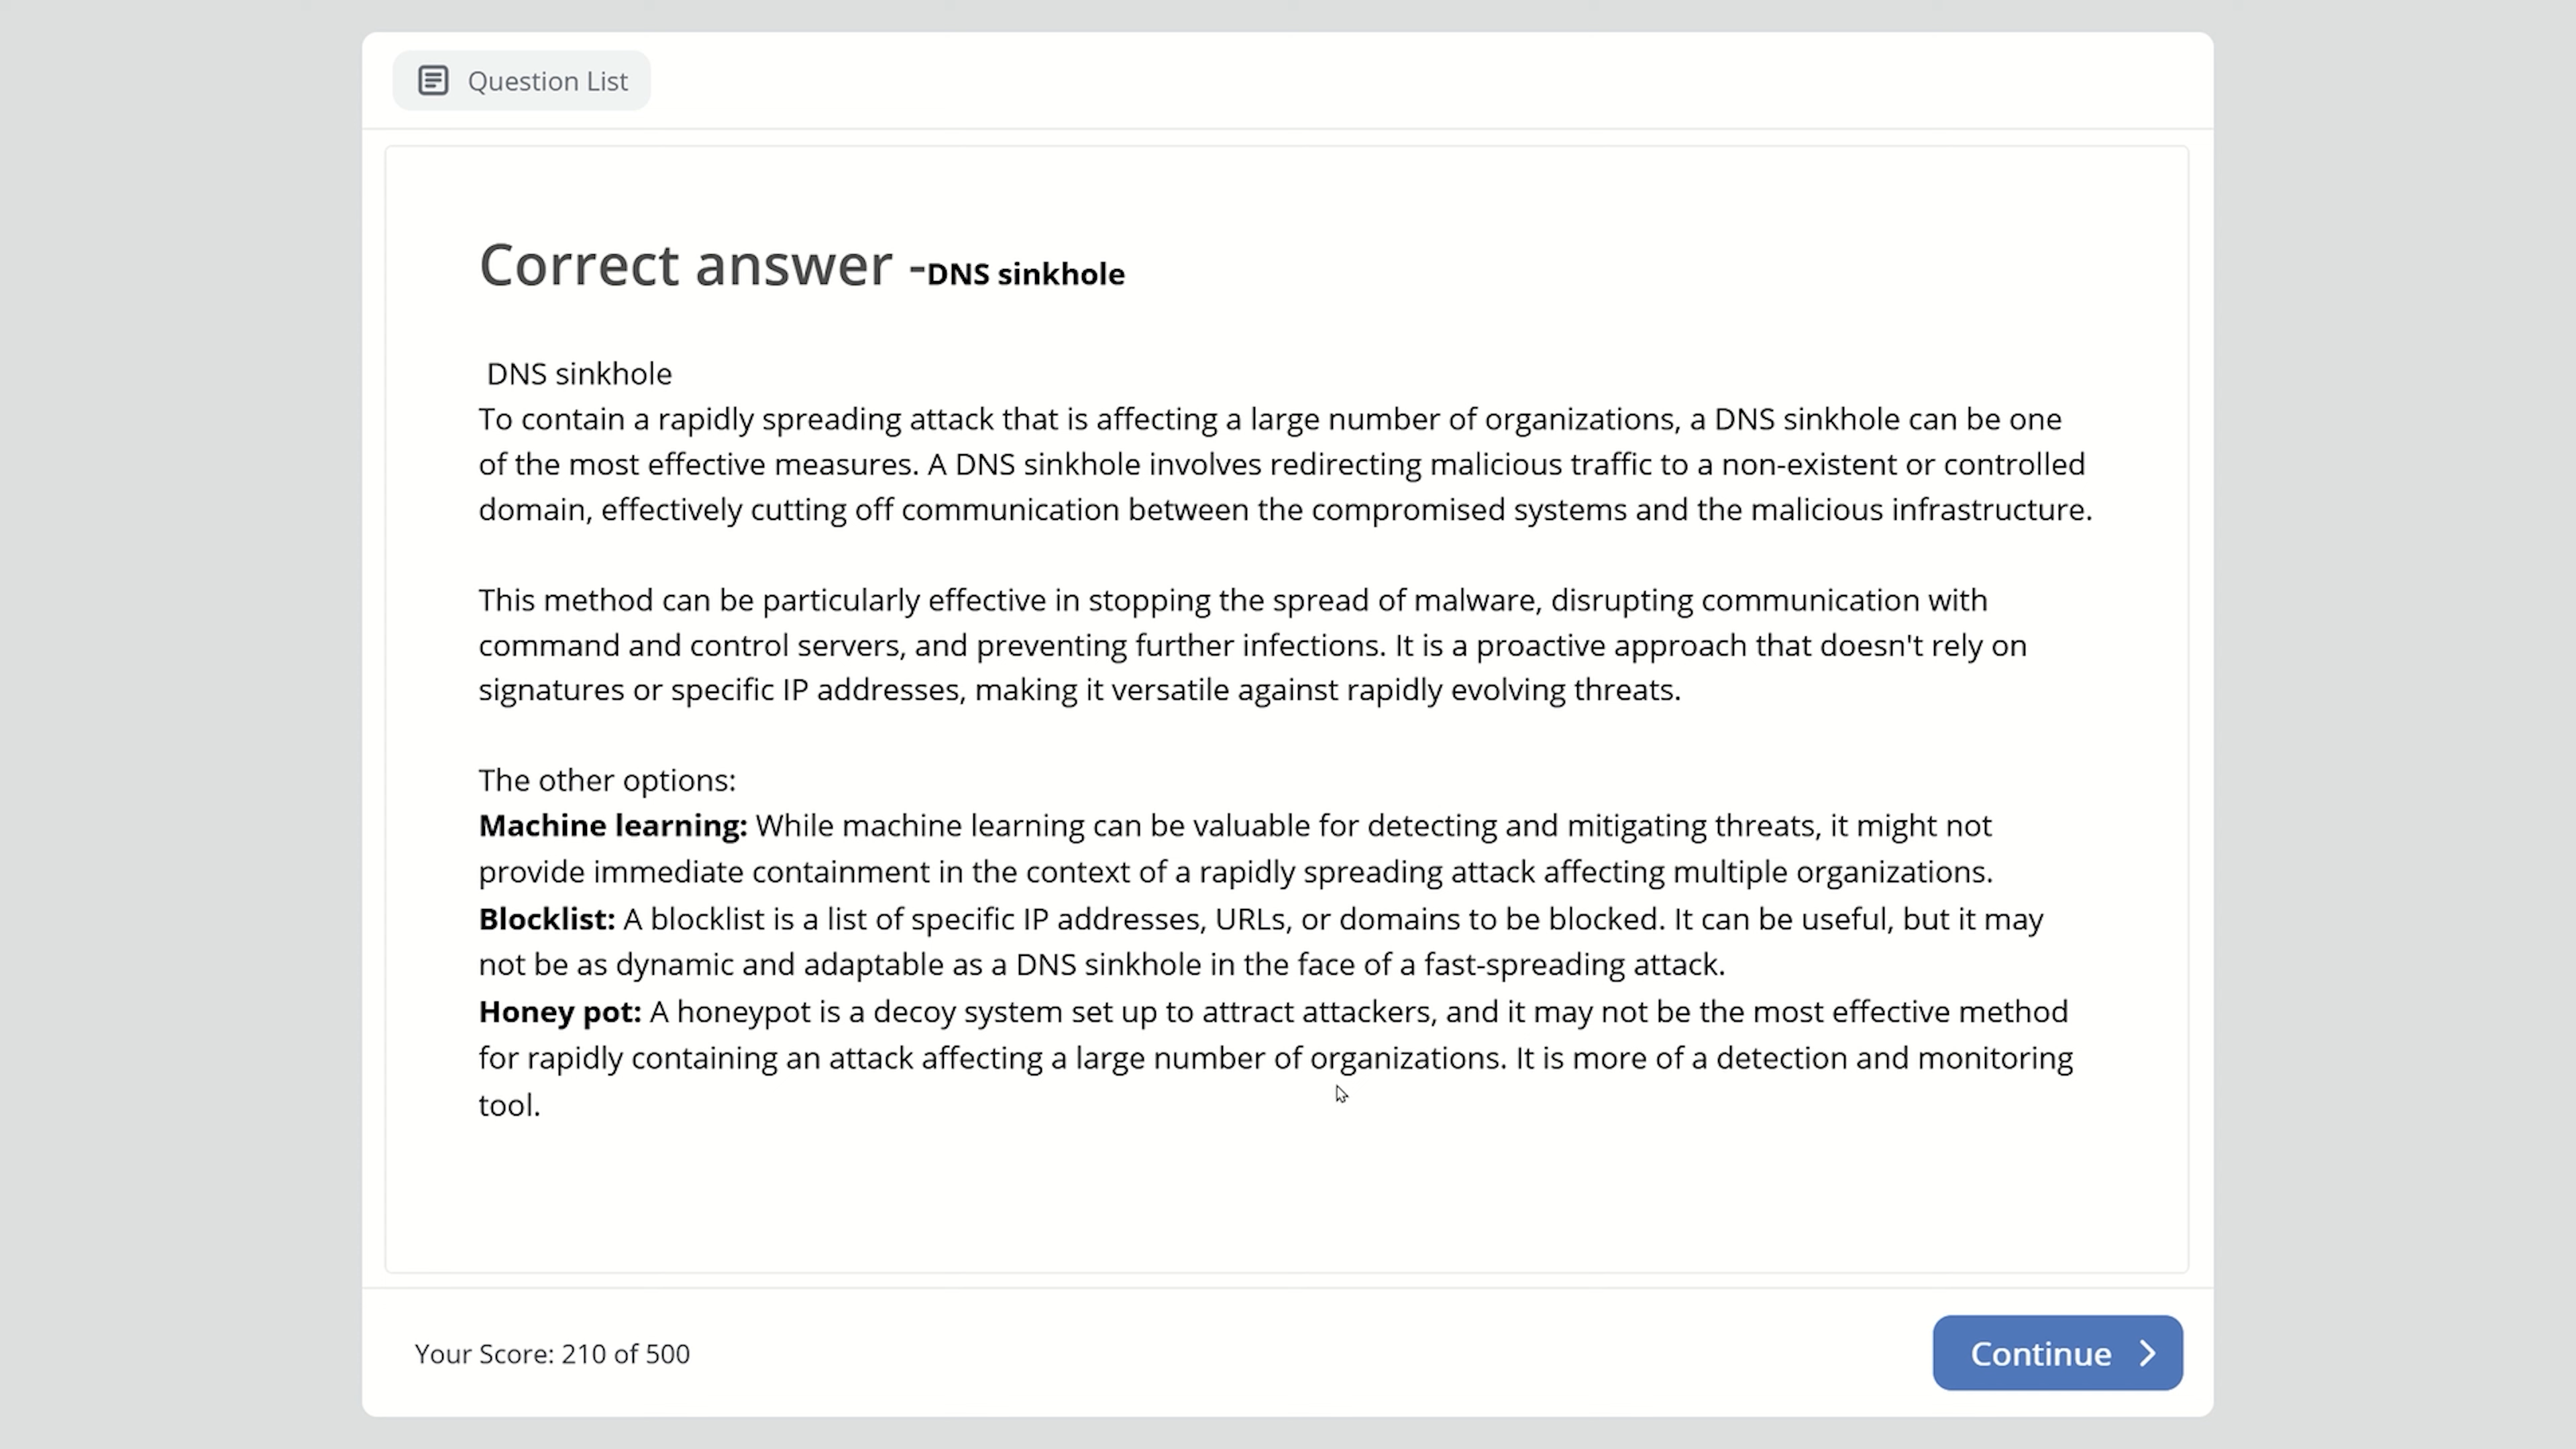 Question List
Correct answer -DNS sinkhole
DNS sinkhole
To contain a rapidly spreading attack that is affecting a large number of organizations, a DNS sinkhole can be one
of the most effective measures. A DNS sinkhole involves redirecting malicious traffic to a non-existent or controlled
domain, effectively cutting off communication between the compromised systems and the malicious infrastructure.
This method can be particularly effective in stopping the spread of malware, disrupting communication with
command and control servers, and preventing further infections. It is a proactive approach that doesn't rely on
signatures or specific IP addresses, making it versatile against rapidly evolving threats.
The other options:
Machine learning: While machine learning can be valuable for detecting and mitigating threats, it might not
provide immediate containment in the context of a rapidly spreading attack affecting multiple organizations.
Blocklist: A blocklist is a list of specific IP addresses, URLs, or domains to be blocked. It can be useful, but it may
not be as dynamic and adaptable as a DNS sinkhole in the face of a fast-spreading attack.
Honey pot: A honeypot is a decoy system set up to attract attackers, and it may not be the most effective method
for rapidly containing an attack affecting a large number of organizations. It is more of a detection and monitoring
tool.
Your Score: 210 of 500
Continue